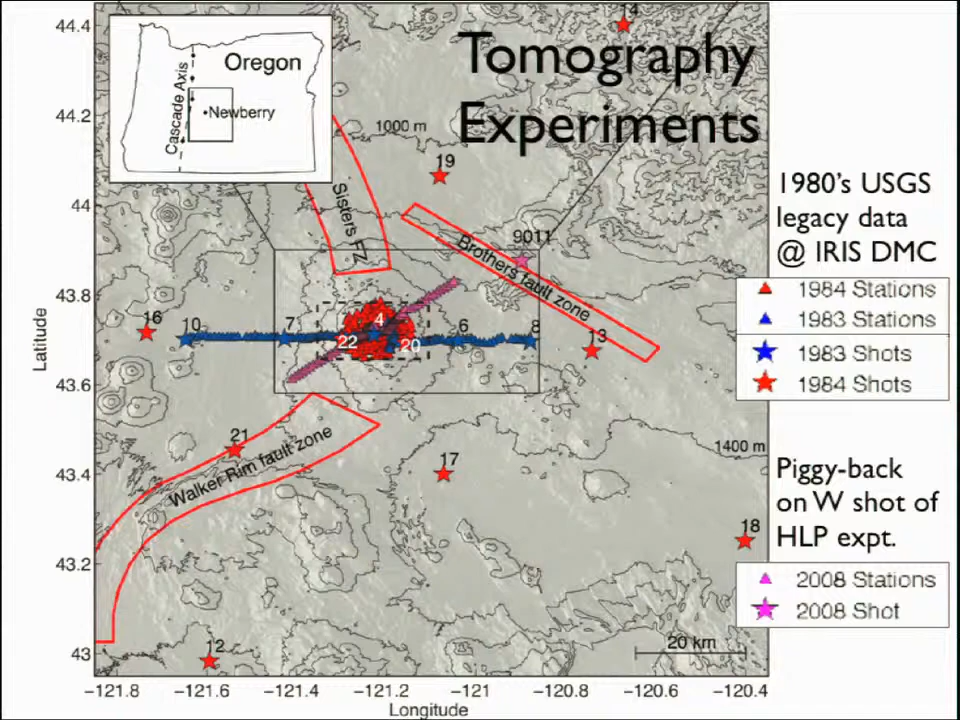 Tomography
Experiments
Oregon
Cascade Axis
Newberry
44.4
44.2
44
43.8
43.6
43.4
43.2
43
Latitude
14
1000 m
19
Sisters FZ
9011
Brothers fault zone
16
10
7
4
22
20
6
8
13
21
Walker Rim fault zone
17
1400 m
18
12
20 km
−121.8
−121.6
−121.4
−121.2
−121
−120.8
−120.6
−120.4
Longitude
1980's USGS
legacy data
@ IRIS DMC
1984 Stations
1983 Stations
1983 Shots
1984 Shots
Piggy-back
on W shot of
HLP expt.
2008 Stations
2008 Shot